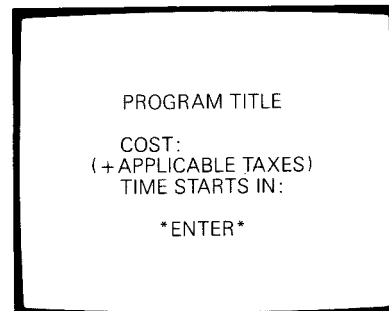 PROGRAM TITLE
COST:
(+APPLICABLE TAXES)
TIME STARTS IN:
*ENTER*